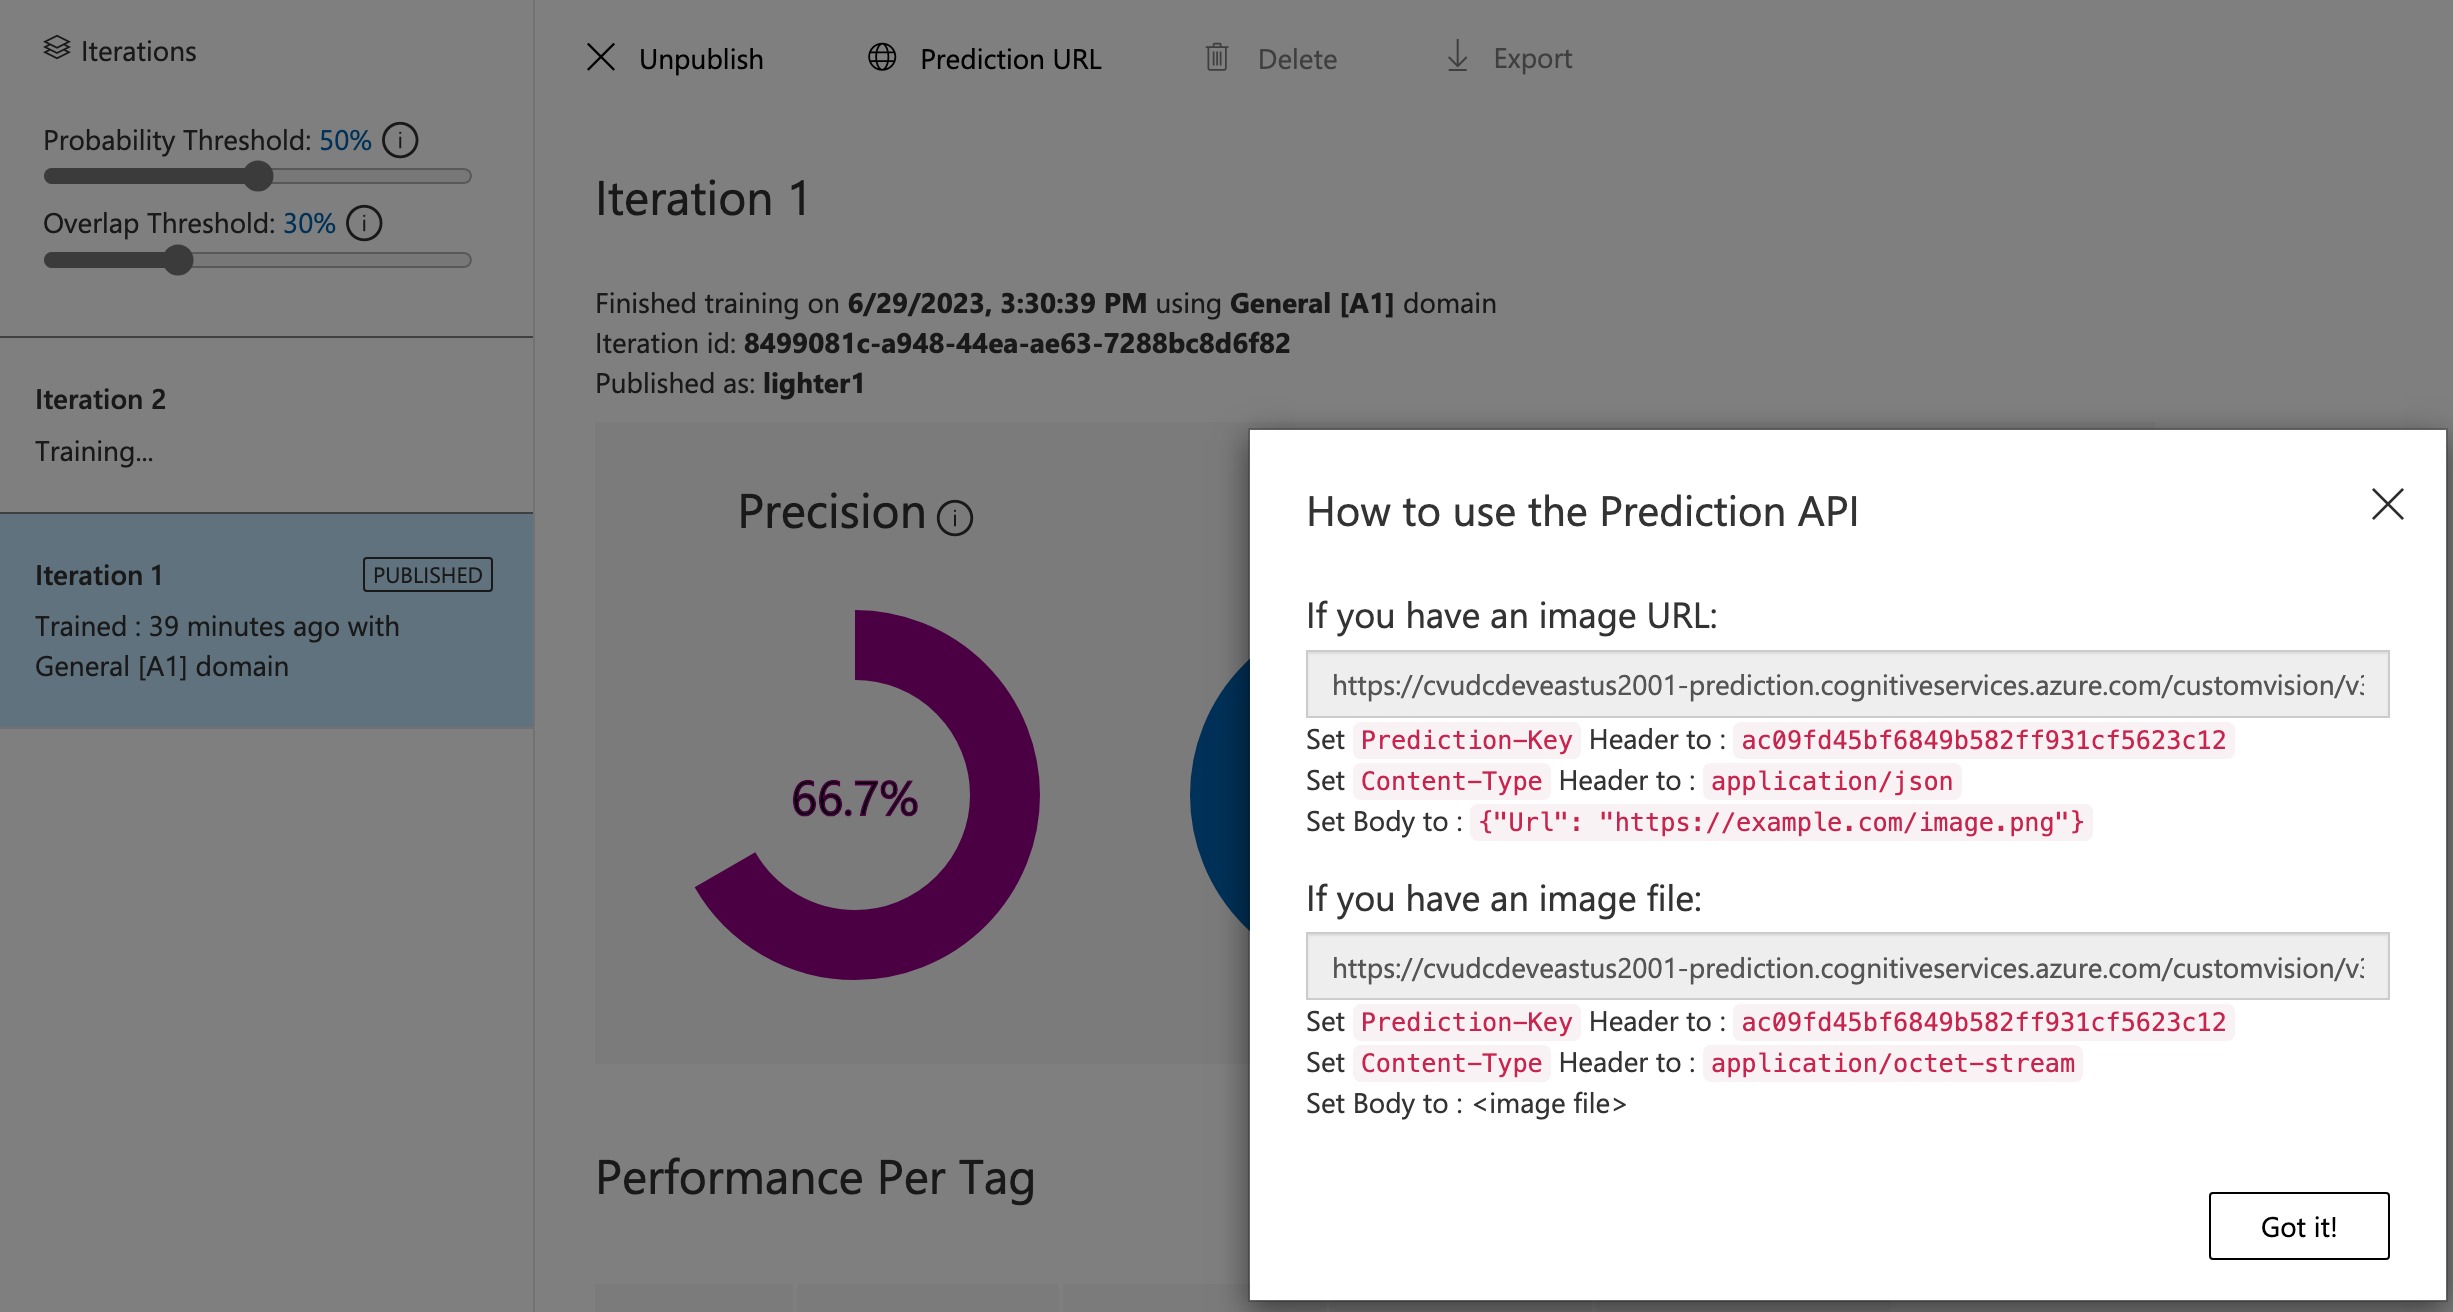 Iterations
Probability Threshold: 50%
Overlap Threshold: 30%
Iteration 2
Training...
Iteration 1 PUBLISHED
Trained : 39 minutes ago with
General [A1] domain
Unpublish Prediction URL Delete Export
Iteration 1
Finished training on 6/29/2023, 3:30:39 PM using General [A1] domain
Iteration id: 8499081c-a948-44ea-ae63-7288bc8d6f82
Published as: lighter1
Precision
66.7%
Performance Per Tag
How to use the Prediction API
If you have an image URL:
https://cvudcdeveastus2001-prediction.cognitiveservices.azure.com/customvision/v3
Set Prediction-Key Header to : ac09fd45bf6849b582ff931cf5623c12
Set Content-Type Header to : application/json
Set Body to : {"Url": "https://example.com/image.png"}
If you have an image file:
https://cvudcdeveastus2001-prediction.cognitiveservices.azure.com/customvision/v3
Set Prediction-Key Header to : ac09fd45bf6849b582ff931cf5623c12
Set Content-Type Header to : application/octet-stream
Set Body to : <image file>
Got it!